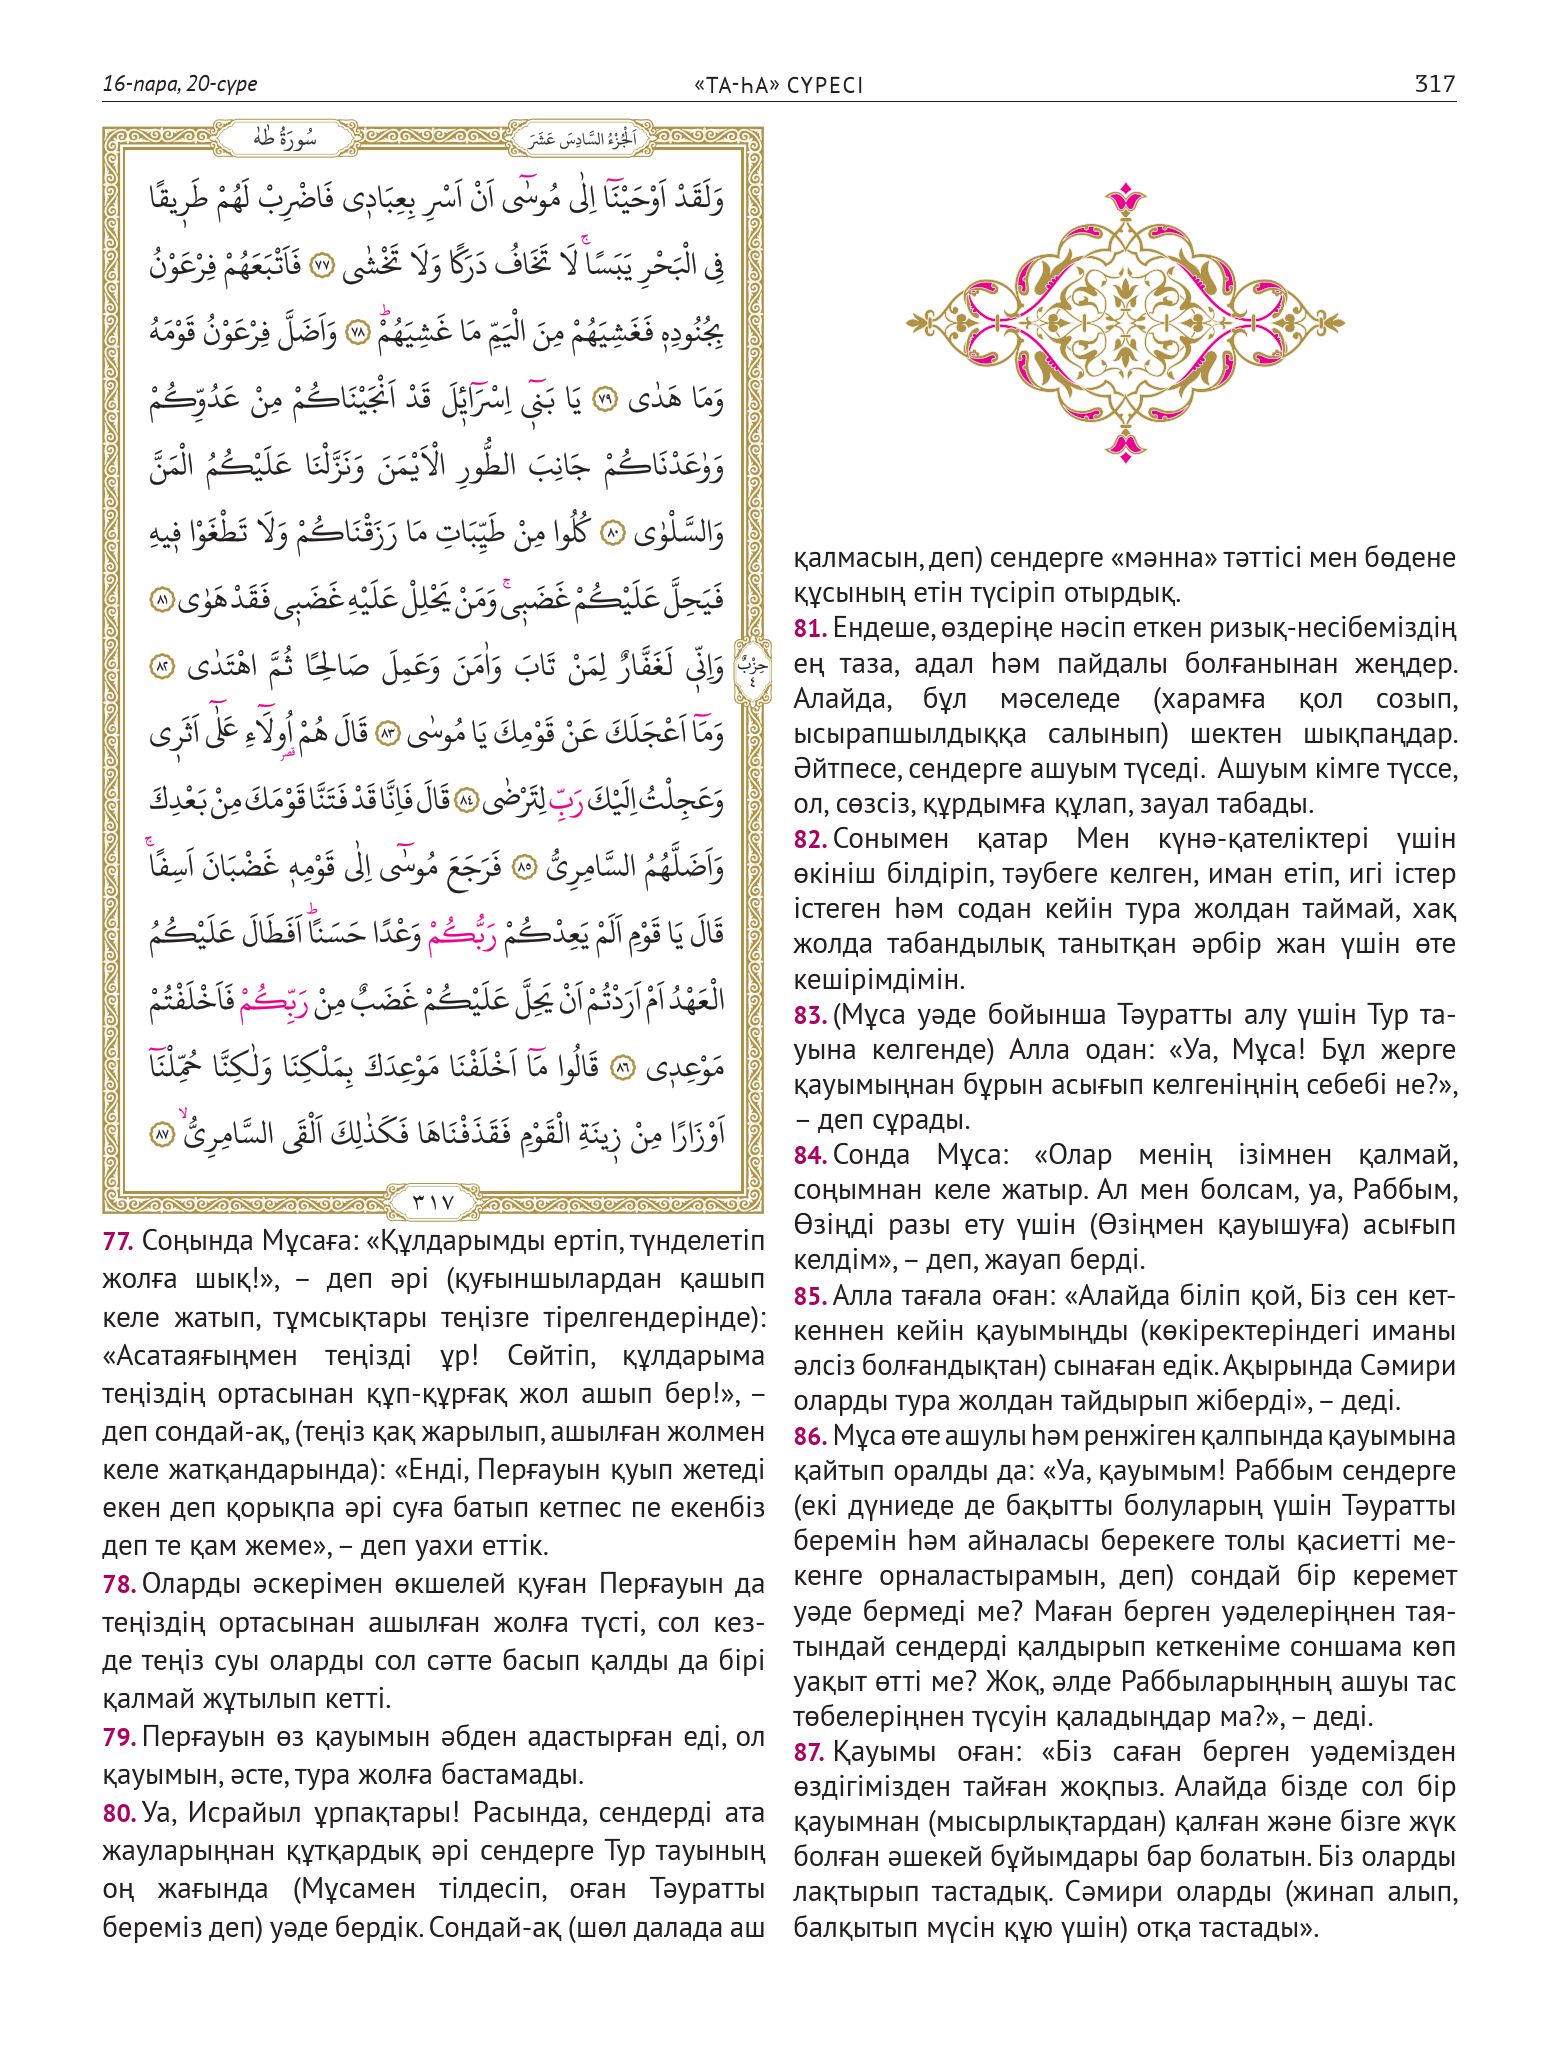 16-пара, 20-сүре
«ТА-ҺА» СҮРЕСІ
317
سُورَةُ طٰهٰ
اَلْجُزْءُ السَّادِسَ عَشَرَ
وَلَقَدْ اَوْحَيْنَٓا اِلٰى مُوسٰٓى اَنْ اَسْرِ بِعِبَاد۪ى فَاضْرِبْ لَهُمْ طَر۪يقًا
فِى الْبَحْرِ يَبَسًاۚ لَا تَخَافُ دَرَكًا وَلَا تَخْشٰى ﴿٧٧﴾ فَاَتْبَعَهُمْ فِرْعَوْنُ
بِجُنُودِه۪ فَغَشِيَهُمْ مِنَ الْيَمِّ مَا غَشِيَهُمْۜ ﴿٧٨﴾ وَاَضَلَّ فِرْعَوْنُ قَوْمَهُ
وَمَا هَدٰى ﴿٧٩﴾ يَا بَن۪ٓى اِسْرَٓائ۪لَ قَدْ اَنْجَيْنَاكُمْ مِنْ عَدُوِّكُمْ
وَوٰعَدْنَاكُمْ جَانِبَ الطُّورِ الْاَيْمَنَ وَنَزَّلْنَا عَلَيْكُمُ الْمَنَّ
وَالسَّلْوٰى ﴿٨٠﴾ كُلُوا مِنْ طَيِّبَاتِ مَا رَزَقْنَاكُمْ وَلَا تَطْغَوْا ف۪يهِ
فَيَحِلَّ عَلَيْكُمْ غَضَب۪ىۚ وَمَنْ يَحْلِلْ عَلَيْهِ غَضَب۪ى فَقَدْ هَوٰى ﴿٨١﴾
وَاِنّ۪ى لَغَفَّارٌ لِمَنْ تَابَ وَاٰمَنَ وَعَمِلَ صَالِحًا ثُمَّ اهْتَدٰى ﴿٨٢﴾
حِزْبٌ
٤
وَمَٓا اَعْجَلَكَ عَنْ قَوْمِكَ يَا مُوسٰى ﴿٨٣﴾ قَالَ هُمْ اُو۬لَٓاءِ عَلٰٓى اَثَر۪ى
قصر
وَعَجِلْتُ اِلَيْكَ رَبِّ لِتَرْضٰى ﴿٨٤﴾ قَالَ فَاِنَّا قَدْ فَتَنَّا قَوْمَكَ مِنْ بَعْدِكَ
وَاَضَلَّهُمُ السَّامِرِىُّ ﴿٨٥﴾ فَرَجَعَ مُوسٰٓى اِلٰى قَوْمِه۪ غَضْبَانَ اَسِفًاۚ
قَالَ يَا قَوْمِ اَلَمْ يَعِدْكُمْ رَبُّكُمْ وَعْدًا حَسَنًاۜ اَفَطَالَ عَلَيْكُمُ
الْعَهْدُ اَمْ اَرَدْتُمْ اَنْ يَحِلَّ عَلَيْكُمْ غَضَبٌ مِنْ رَبِّكُمْ فَاَخْلَفْتُمْ
مَوْعِد۪ى ﴿٨٦﴾ قَالُوا مَٓا اَخْلَفْنَا مَوْعِدَكَ بِمَلْكِنَا وَلٰكِنَّا حُمِّلْنَٓا
اَوْزَارًا مِنْ ز۪ينَةِ الْقَوْمِ فَقَذَفْنَاهَا فَكَذٰلِكَ اَلْقَى السَّامِرِىُّۙ ﴿٨٧﴾
٣١٧
77. Соңында Мұсаға: «Құлдарымды ертіп, түнделетіп
жолға шық!», – деп әрі (қуғыншылардан қашып
келе жатып, тұмсықтары теңізге тірелгендерінде):
«Асатаяғыңмен теңізді ұр! Сөйтіп, құлдарыма
теңіздің ортасынан құп-құрғақ жол ашып бер!», –
деп сондай-ақ, (теңіз қақ жарылып, ашылған жолмен
келе жатқандарында): «Енді, Перғауын қуып жетеді
екен деп қорықпа әрі суға батып кетпес пе екенбіз
деп те қам жеме», – деп уахи еттік.
78. Оларды әскерімен өкшелей қуған Перғауын да
теңіздің ортасынан ашылған жолға түсті, сол кез-
де теңіз суы оларды сол сәтте басып қалды да бірі
қалмай жұтылып кетті.
79. Перғауын өз қауымын әбден адастырған еді, ол
қауымын, әсте, тура жолға бастамады.
80. Уа, Исрайыл ұрпақтары! Расында, сендерді ата
жауларыңнан құтқардық әрі сендерге Тур тауының
оң жағында (Мұсамен тілдесіп, оған Тәуратты
береміз деп) уәде бердік. Сондай-ақ (шөл далада аш
қалмасын, деп) сендерге «мәнна» тәттісі мен бөдене
құсының етін түсіріп отырдық.
81. Ендеше, өздеріңе нәсіп еткен ризық-несібеміздің
ең таза, адал һәм пайдалы болғанынан жеңдер.
Алайда, бұл мәселеде (харамға қол созып,
ысырапшылдыққа салынып) шектен шықпаңдар.
Әйтпесе, сендерге ашуым түседі. Ашуым кімге түссе,
ол, сөзсіз, құрдымға құлап, зауал табады.
82. Сонымен қатар Мен күнә-қателіктері үшін
өкініш білдіріп, тәубеге келген, иман етіп, игі істер
істеген һәм содан кейін тура жолдан таймай, хақ
жолда табандылық танытқан әрбір жан үшін өте
кешірімдімін.
83. (Мұса уәде бойынша Тәуратты алу үшін Тур та-
уына келгенде) Алла одан: «Уа, Мұса! Бұл жерге
қауымыңнан бұрын асығып келгеніңнің себебі не?»,
– деп сұрады.
84. Сонда Мұса: «Олар менің ізімнен қалмай,
соңымнан келе жатыр. Ал мен болсам, уа, Раббым,
Өзіңді разы ету үшін (Өзіңмен қауышуға) асығып
келдім», – деп, жауап берді.
85. Алла тағала оған: «Алайда біліп қой, Біз сен кет-
кеннен кейін қауымыңды (көкіректеріндегі иманы
әлсіз болғандықтан) сынаған едік. Ақырында Сәмири
оларды тура жолдан тайдырып жіберді», – деді.
86. Мұса өте ашулы һәм ренжіген қалпында қауымына
қайтып оралды да: «Уа, қауымым! Раббым сендерге
(екі дүниеде де бақытты болуларың үшін Тәуратты
беремін һәм айналасы берекеге толы қасиетті ме-
кенге орналастырамын, деп) сондай бір керемет
уәде бермеді ме? Маған берген уәделеріңнен тая-
тындай сендерді қалдырып кеткеніме соншама көп
уақыт өтті ме? Жоқ, әлде Раббыларыңның ашуы тас
төбелеріңнен түсуін қаладыңдар ма?», – деді.
87. Қауымы оған: «Біз саған берген уәдемізден
өздігімізден тайған жоқпыз. Алайда бізде сол бір
қауымнан (мысырлықтардан) қалған және бізге жүк
болған әшекей бұйымдары бар болатын. Біз оларды
лақтырып тастадық. Сәмири оларды (жинап алып,
балқытып мүсін құю үшін) отқа тастады».